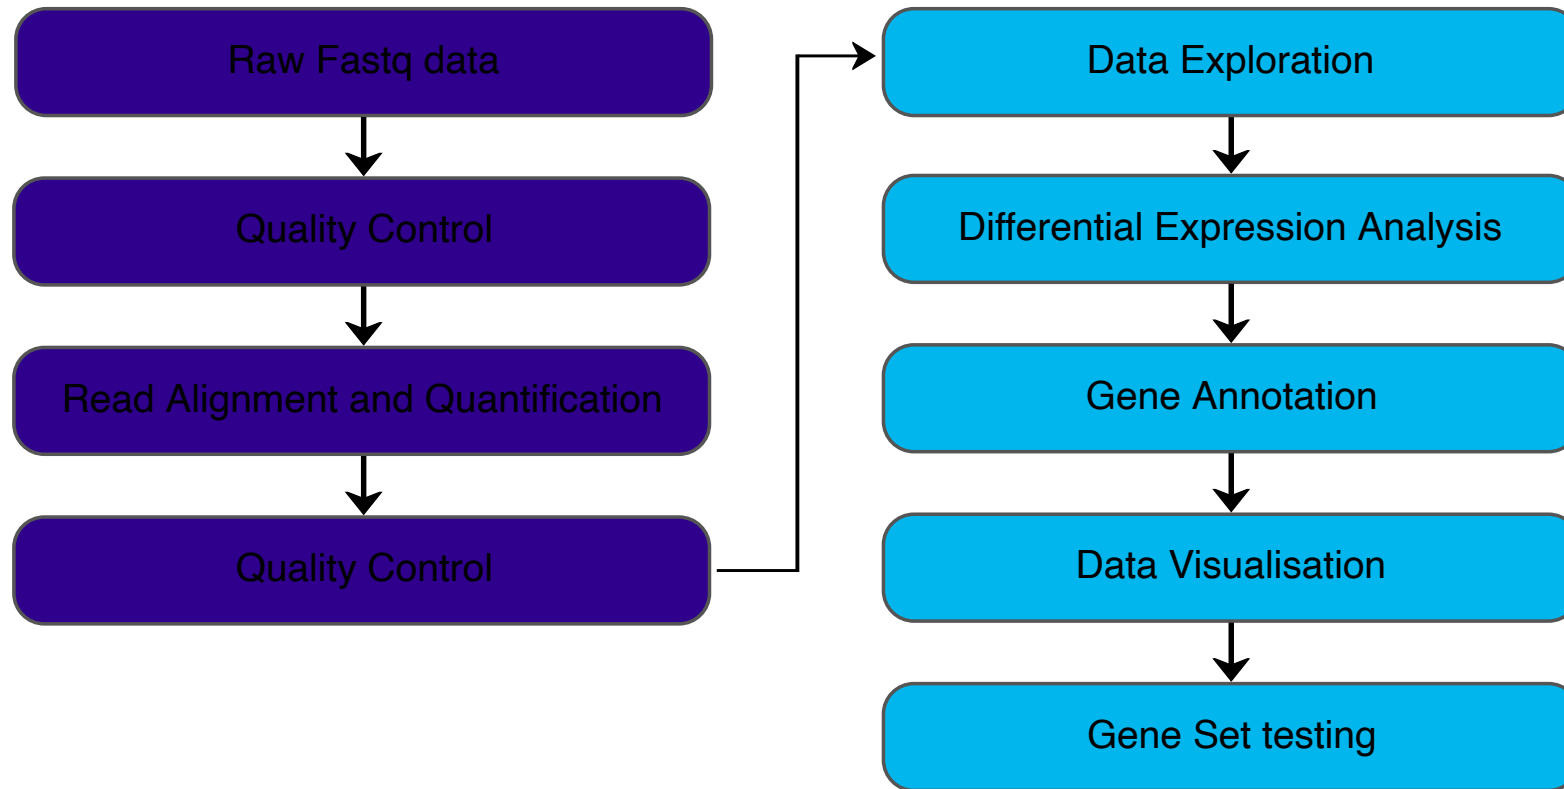 Raw Fastq data
Quality Control
Read Alignment and Quantification
Quality Control
Data Exploration
Differential Expression Analysis
Gene Annotation
Data Visualisation
Gene Set testing